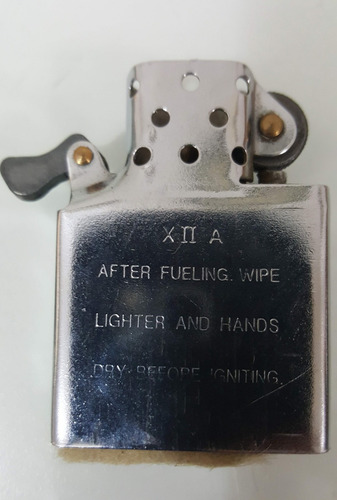 XII A
AFTER FUELING. WIPE
LIGHTER AND HANDS
DRY BEFORE IGNITING.